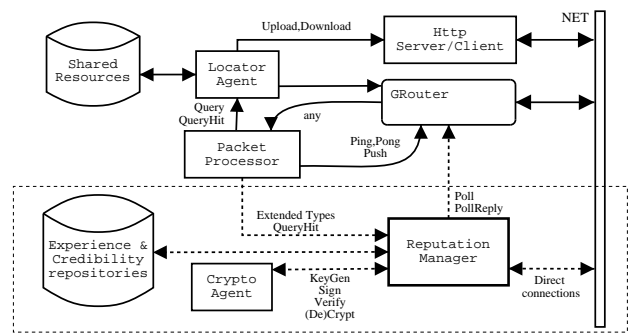 Upload,Download
Http
Server/Client
NET
Shared
Resources
Locator
Agent
GRouter
Query
QueryHit
any
Packet
Processor
Ping,Pong
Push
Poll
PollReply
Extended Types
QueryHit
Experience &
Credibility
repositories
Reputation
Manager
Crypto
Agent
KeyGen
Sign
Verify
(De)Crypt
Direct
connections